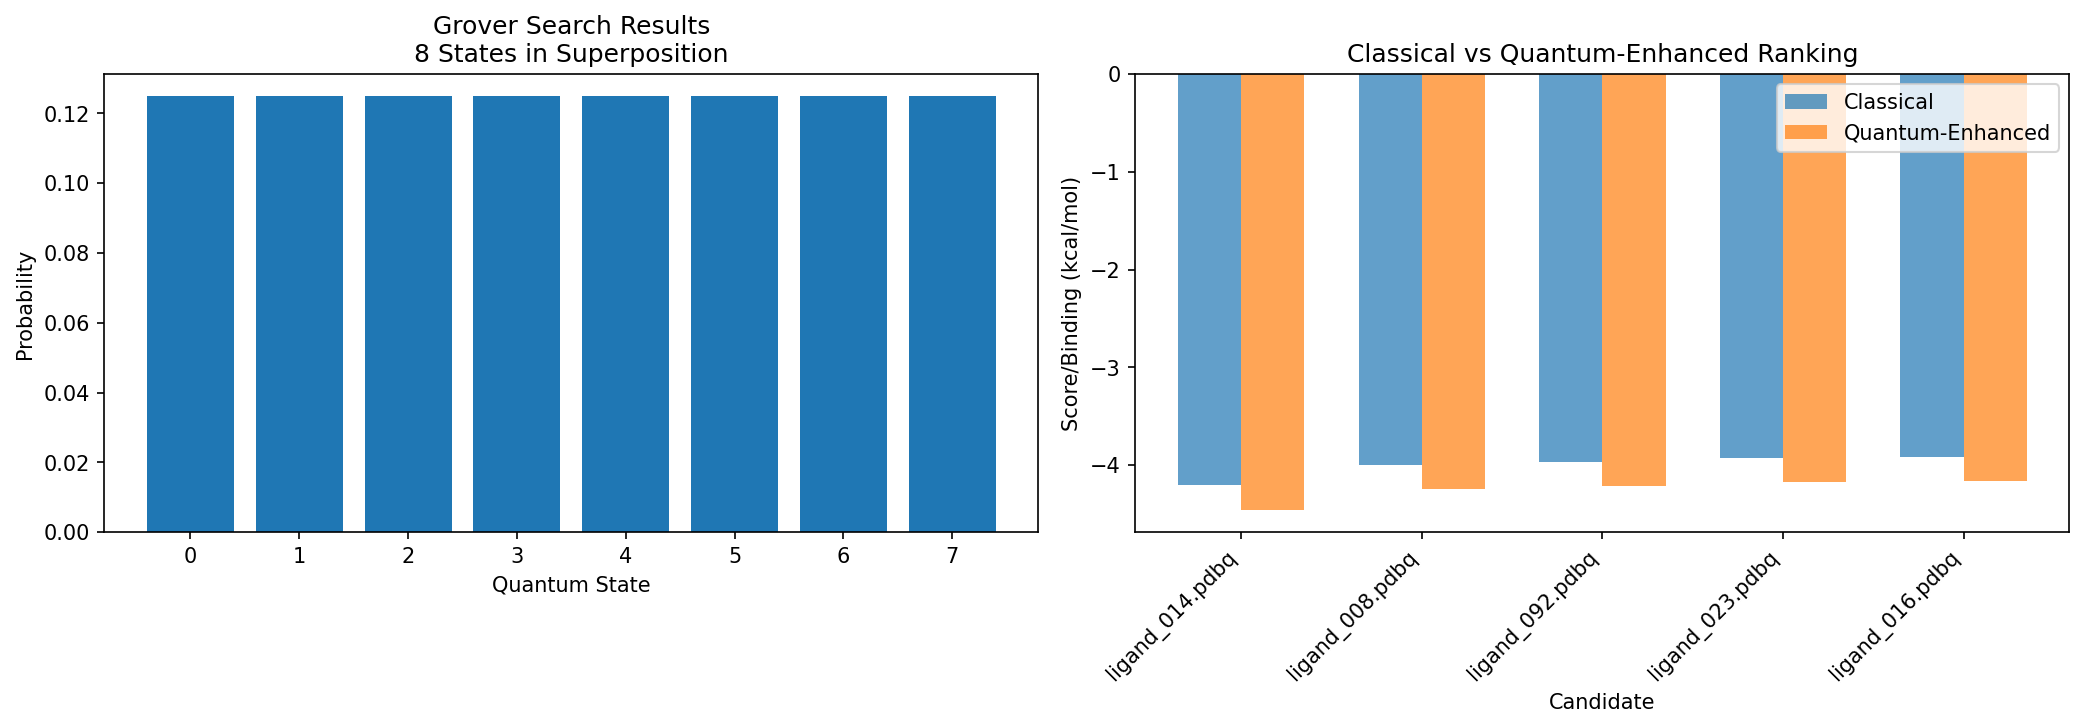 Grover Search Results
8 States in Superposition
Probability
0.12
0.10
0.08
0.06
0.04
0.02
0.00
0 1 2 3 4 5 6 7
Quantum State
Classical vs Quantum-Enhanced Ranking
Score/Binding (kcal/mol)
0
−1
−2
−3
−4
Classical
Quantum-Enhanced
ligand_014.pdbq
ligand_008.pdbq
ligand_092.pdbq
ligand_023.pdbq
ligand_016.pdbq
Candidate